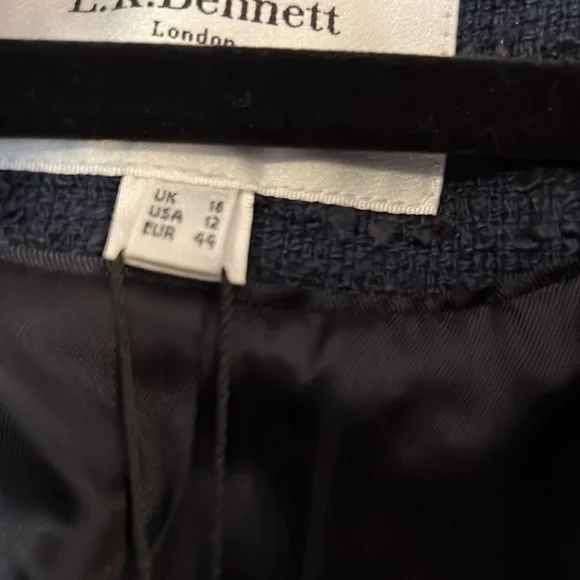 L.K.Bennett
London
UK 16
USA 12
EUR 44